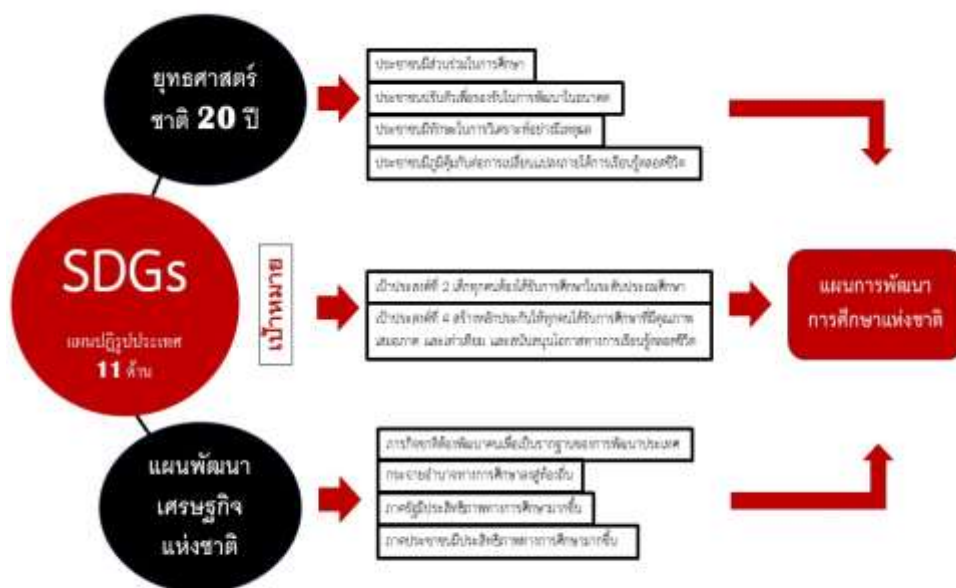 ยุทธศาสตร์
ชาติ 20 ปี
ประชาชนมีส่วนร่วมในการศึกษา
ประชาชนปรับตัวเพื่อรองรับในการพัฒนาในอนาคต
ประชาชนมีทักษะในการวิเคราะห์อย่างมีเหตุผล
ประชาชนมีภูมิคุ้มกันต่อการเปลี่ยนแปลงภายใต้การเรียนรู้ตลอดชีวิต
SDGs
แผนปฏิรูปประเทศ
11 ด้าน
เป้าหมาย
เป้าประสงค์ที่ 2 เด็กทุกคนต้องได้รับการศึกษาในระดับประถมศึกษา
เป้าประสงค์ที่ 4 สร้างหลักประกันให้ทุกคนได้รับการศึกษาที่มีคุณภาพ
เสมอภาค และเท่าเทียม และสนับสนุนโอกาสทางการเรียนรู้ตลอดชีวิต
แผนการพัฒนา
การศึกษาแห่งชาติ
แผนพัฒนา
เศรษฐกิจ
แห่งชาติ
ภารกิจชาติต้องพัฒนาคนเพื่อเป็นรากฐานของการพัฒนาประเทศ
กระจายอำนาจทางการศึกษาลงสู่ท้องถิ่น
ภาครัฐมีประสิทธิภาพทางการศึกษามากขึ้น
ภาคประชาชนมีประสิทธิภาพทางการศึกษามากขึ้น